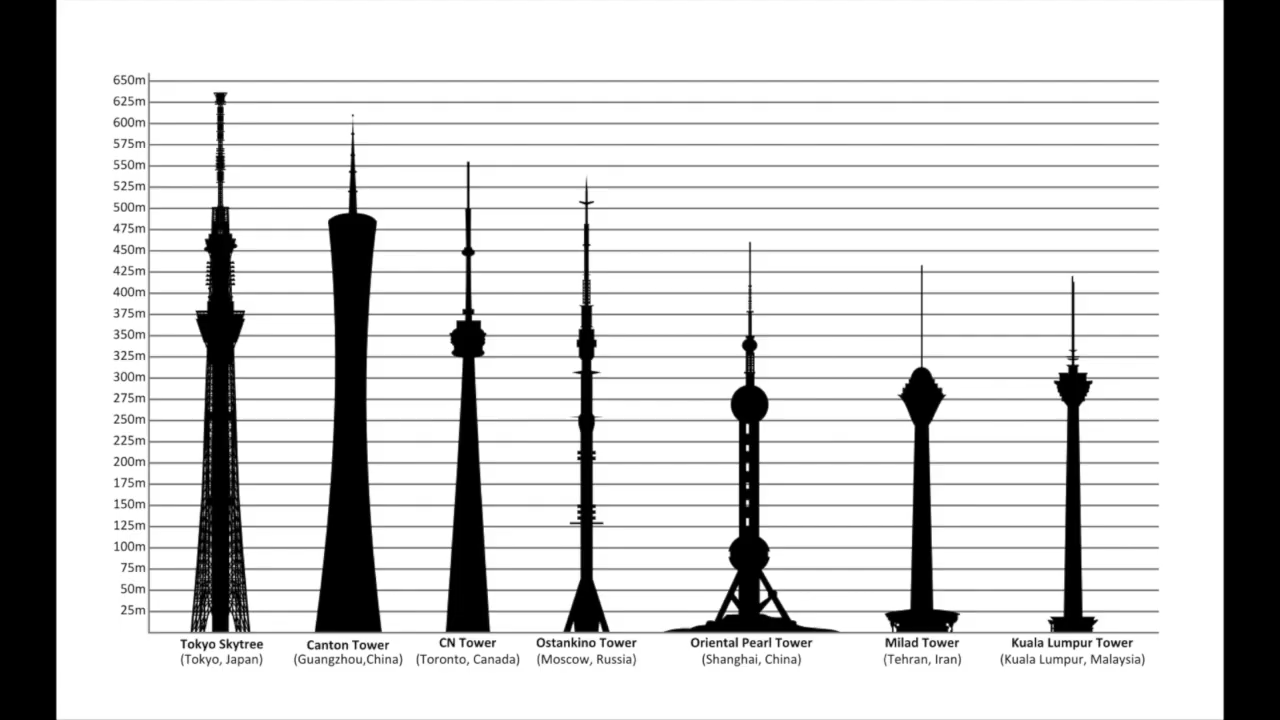 650m
625m
600m
575m
550m
525m
500m
475m
450m
425m
400m
375m
350m
325m
300m
275m
250m
225m
200m
175m
150m
125m
100m
75m
50m
25m
Tokyo Skytree
(Tokyo, Japan)
Canton Tower
(Guangzhou,China)
CN Tower
(Toronto, Canada)
Ostankino Tower
(Moscow, Russia)
Oriental Pearl Tower
(Shanghai, China)
Milad Tower
(Tehran, Iran)
Kuala Lumpur Tower
(Kuala Lumpur, Malaysia)